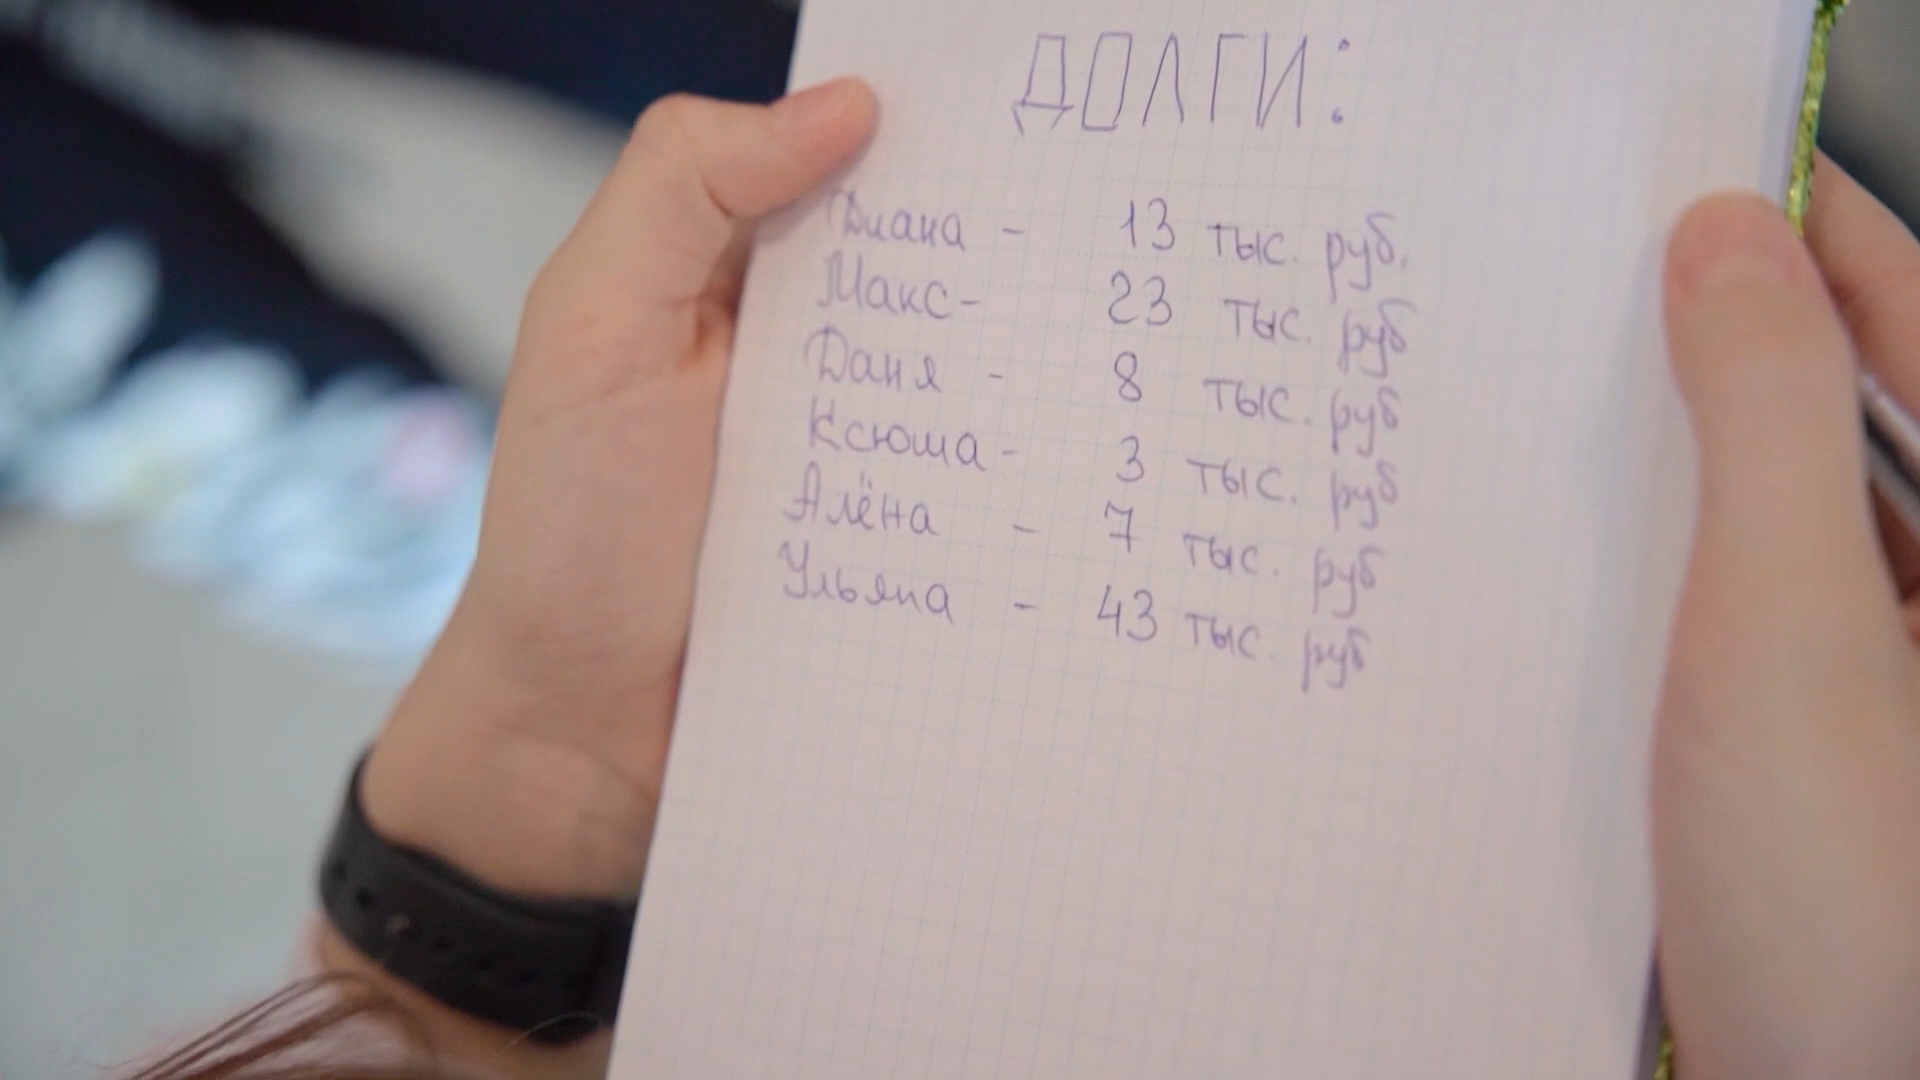 ДОЛГИ:
Диана - 13 тыс. руб.
Макс - 23 тыс. руб
Даня - 8 тыс. руб
Ксюша - 3 тыс. руб
Алёна - 7 тыс. руб
Ульяна - 43 тыс. руб